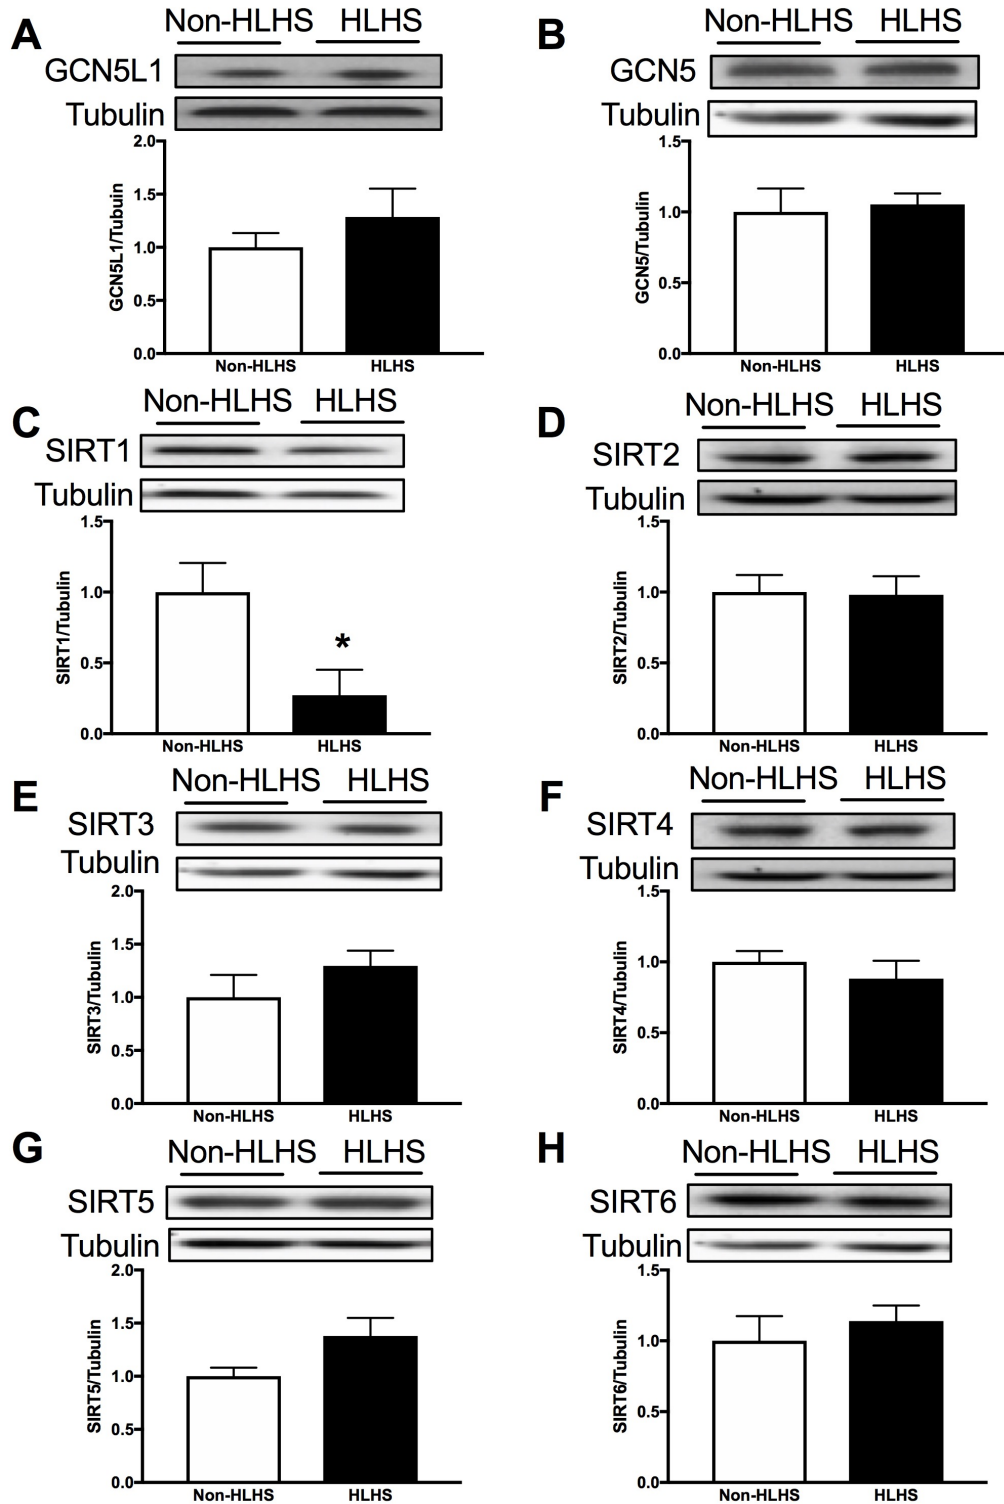 A
Non-HLHS HLHS
GCN5L1
Tubulin
2.0
1.5
1.0
0.5
0.0
GCN5L1/Tubuin
Non-HLHS HLHS
B
Non-HLHS HLHS
GCN5
Tubulin
1.5
1.0
0.5
0.0
GCN5/Tubulin
Non-HLHS HLHS
C
Non-HLHS HLHS
SIRT1
Tubulin
1.5
1.0
0.5
0.0
SIRT1/Tubulin
*
Non-HLHS HLHS
D
Non-HLHS HLHS
SIRT2
Tubulin
1.5
1.0
0.5
0.0
SIRT2/Tubulin
Non-HLHS HLHS
E
Non-HLHS HLHS
SIRT3
Tubulin
2.0
1.5
1.0
0.5
0.0
SIRT3/Tubulin
Non-HLHS HLHS
F
Non-HLHS HLHS
SIRT4
Tubulin
1.5
1.0
0.5
0.0
SIRT4/Tubulin
Non-HLHS HLHS
G
Non-HLHS HLHS
SIRT5
Tubulin
2.0
1.5
1.0
0.5
0.0
SIRT5/Tubulin
Non-HLHS HLHS
H
Non-HLHS HLHS
SIRT6
Tubulin
1.5
1.0
0.5
0.0
SIRT6/Tubulin
Non-HLHS HLHS